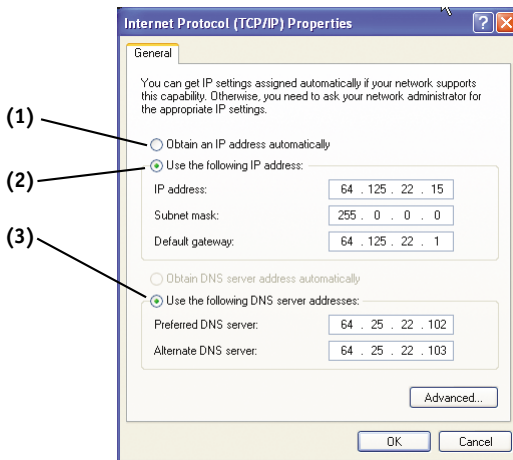 Internet Protocol (TCP/IP) Properties
General
You can get IP settings assigned automatically if your network supports
this capability. Otherwise, you need to ask your network administrator for
the appropriate IP settings.
(1)
Obtain an IP address automatically
(2)
Use the following IP address:
IP address: 64 . 125 . 22 . 15
Subnet mask: 255 . 0 . 0 . 0
(3)
Default gateway: 64 . 125 . 22 . 1
Obtain DNS server address automatically
Use the following DNS server addresses:
Preferred DNS server: 64 . 25 . 22 . 102
Alternate DNS server: 64 . 25 . 22 . 103
Advanced...
OK Cancel